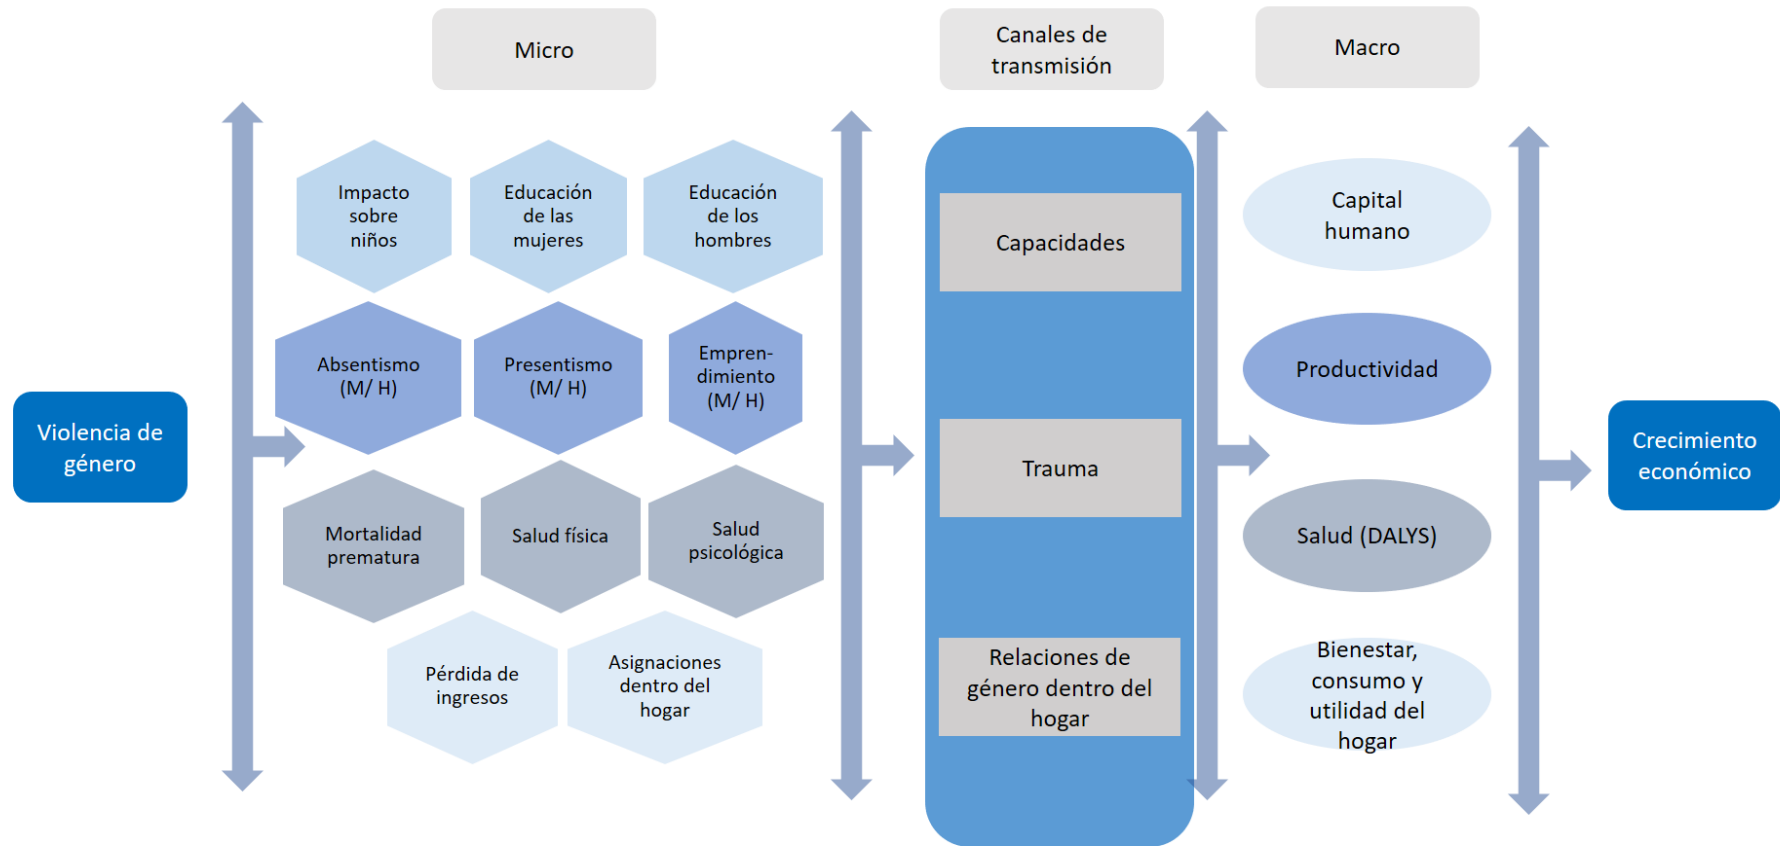 Micro
Canales de
transmisión
Macro
Impacto
sobre
niños
Educación
de las
mujeres
Educación
de los
hombres
Capacidades
Capital
humano
Absentismo
(M/ H)
Presentismo
(M/ H)
Empren-
dimiento
(M/ H)
Productividad
Violencia de
género
Trauma
Crecimiento
económico
Mortalidad
prematura
Salud física
Salud
psicológica
Salud (DALYS)
Pérdida de
ingresos
Asignaciones
dentro del
hogar
Relaciones de
género dentro del
hogar
Bienestar,
consumo y
utilidad del
hogar